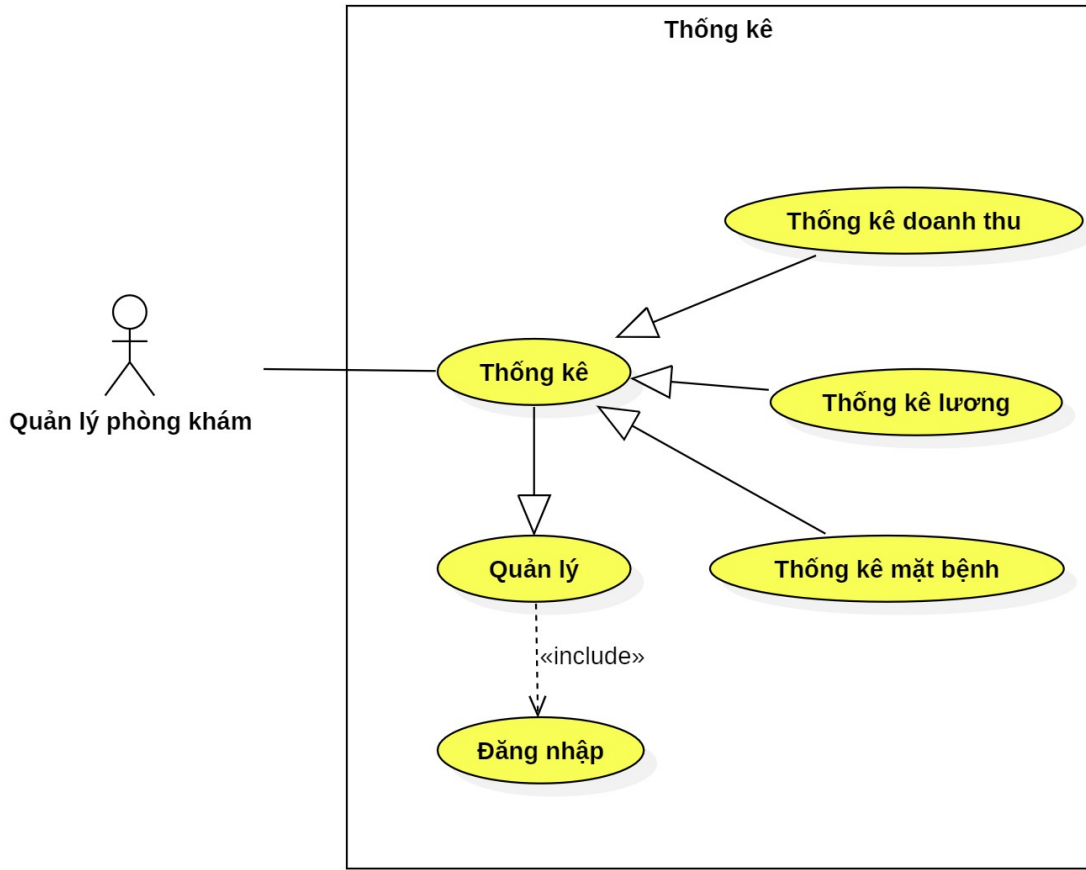 Thống kê
Thống kê doanh thu
Thống kê
Thống kê lương
Quản lý phòng khám
Quản lý
Thống kê mặt bệnh
«include»
Đăng nhập